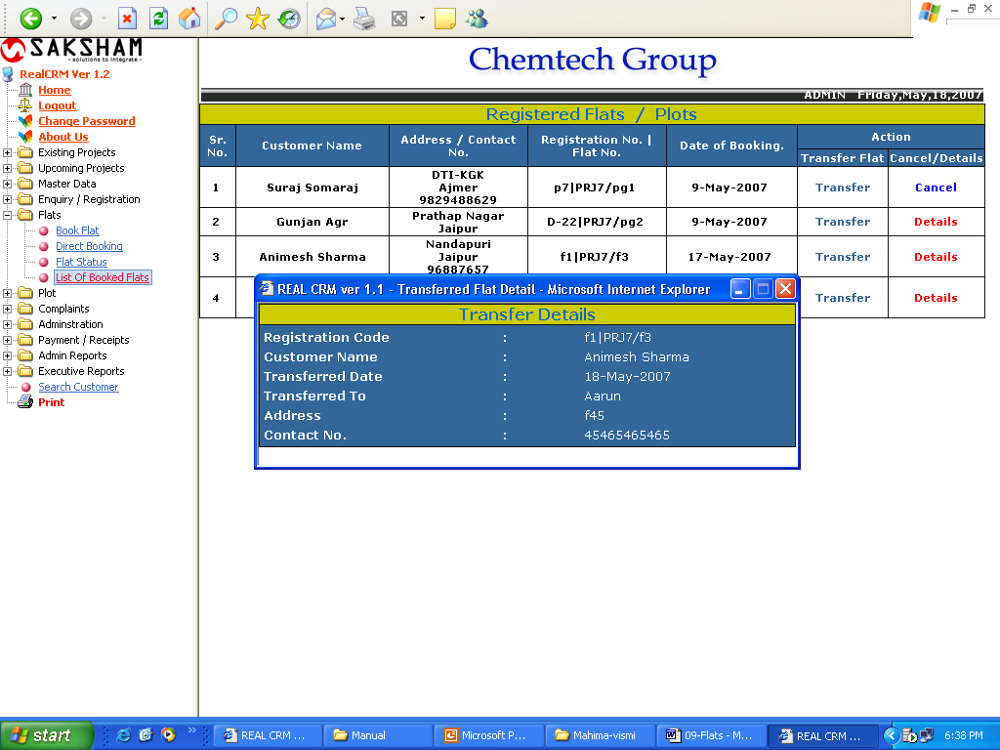 SAKSHAM
- solutions to integrate -
RealCRM Ver 1.2
Home
Logout
Change Password
About Us
Existing Projects
Upcoming Projects
Master Data
Enquiry / Registration
Flats
Book Flat
Direct Booking
Flat Status
List Of Booked Flats
Plot
Complaints
Adminstration
Payment / Receipts
Admin Reports
Executive Reports
Search Customer
Print
Chemtech Group
ADMIN Friday,May,18,2007
Registered Flats / Plots
Sr. No. Customer Name Address / Contact No. Registration No. | Flat No. Date of Booking. Action
Transfer Flat Cancel/Details
1 Suraj Somaraj DTI-KGK Ajmer 9829488629 p7|PRJ7/pg1 9-May-2007 Transfer Cancel
2 Gunjan Agr Prathap Nagar Jaipur D-22|PRJ7/pg2 9-May-2007 Transfer Details
3 Animesh Sharma Nandapuri Jaipur 96887657 f1|PRJ7/f3 17-May-2007 Transfer Details
4 Transfer Details
REAL CRM ver 1.1 - Transferred Flat Detail - Microsoft Internet Explorer
Transfer Details
Registration Code : f1|PRJ7/f3
Customer Name : Animesh Sharma
Transferred Date : 18-May-2007
Transferred To : Aarun
Address : f45
Contact No. : 45465465465
start REAL CRM ... Manual Microsoft P... Mahima-vismi 09-Flats - M... REAL CRM ... 6:38 PM